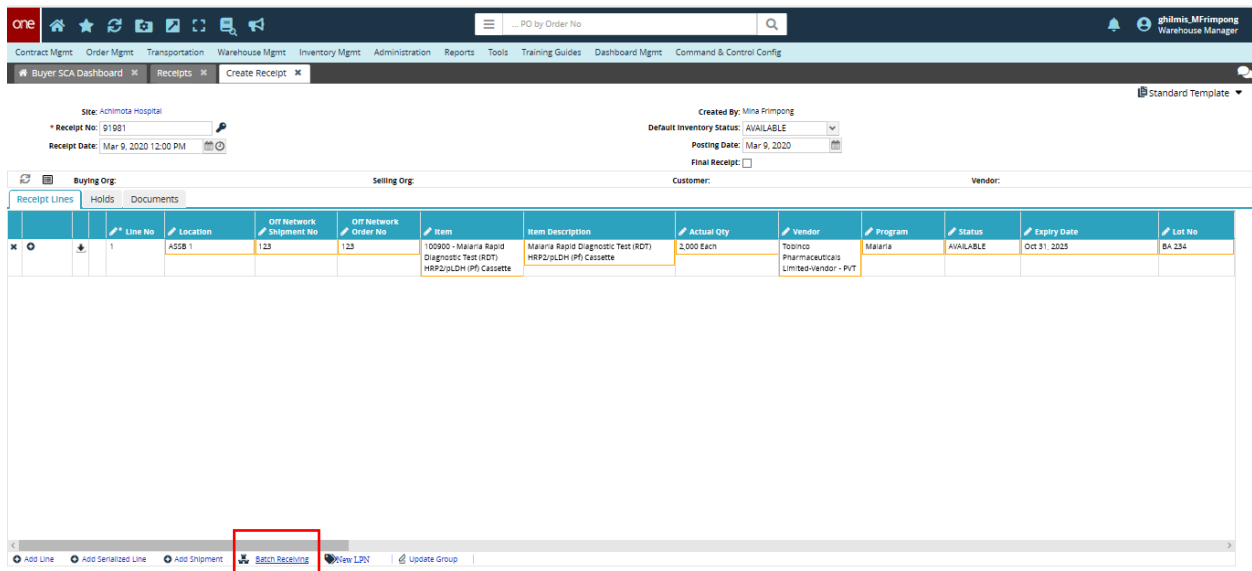 one ... PO by Order No ghilmis_MFrimpong
Warehouse Manager
Contract Mgmt Order Mgmt Transportation Warehouse Mgmt Inventory Mgmt Administration Reports Tools Training Guides Dashboard Mgmt Command & Control Config
Buyer SCA Dashboard Receipts Create Receipt
Standard Template
Site: Achimota Hospital Created By: Mina Frimpong
* Receipt No: 91981 Default Inventory Status: AVAILABLE
Receipt Date: Mar 9, 2020 12:00 PM Posting Date: Mar 9, 2020
Final Receipt:
Buying Org: Selling Org: Customer: Vendor:
Receipt Lines Holds Documents
Off Network Off Network
* Line No Location Shipment No Order No Item Item Description Actual Qty Vendor Program Status Expiry Date Lot No
1 ASSB 1 123 123 100900 - Malaria Rapid Malaria Rapid Diagnostic Test (RDT) 2,000 Each Tobinco Malaria AVAILABLE Oct 31, 2025 BA 234
Diagnostic Test (RDT) HRP2/pLDH (Pf) Cassette Pharmaceuticals
HRP2/pLDH (Pf) Cassette Limited-Vendor - PVT
Add Line Add Serialized Line Add Shipment Batch Receiving New LPN Update Group